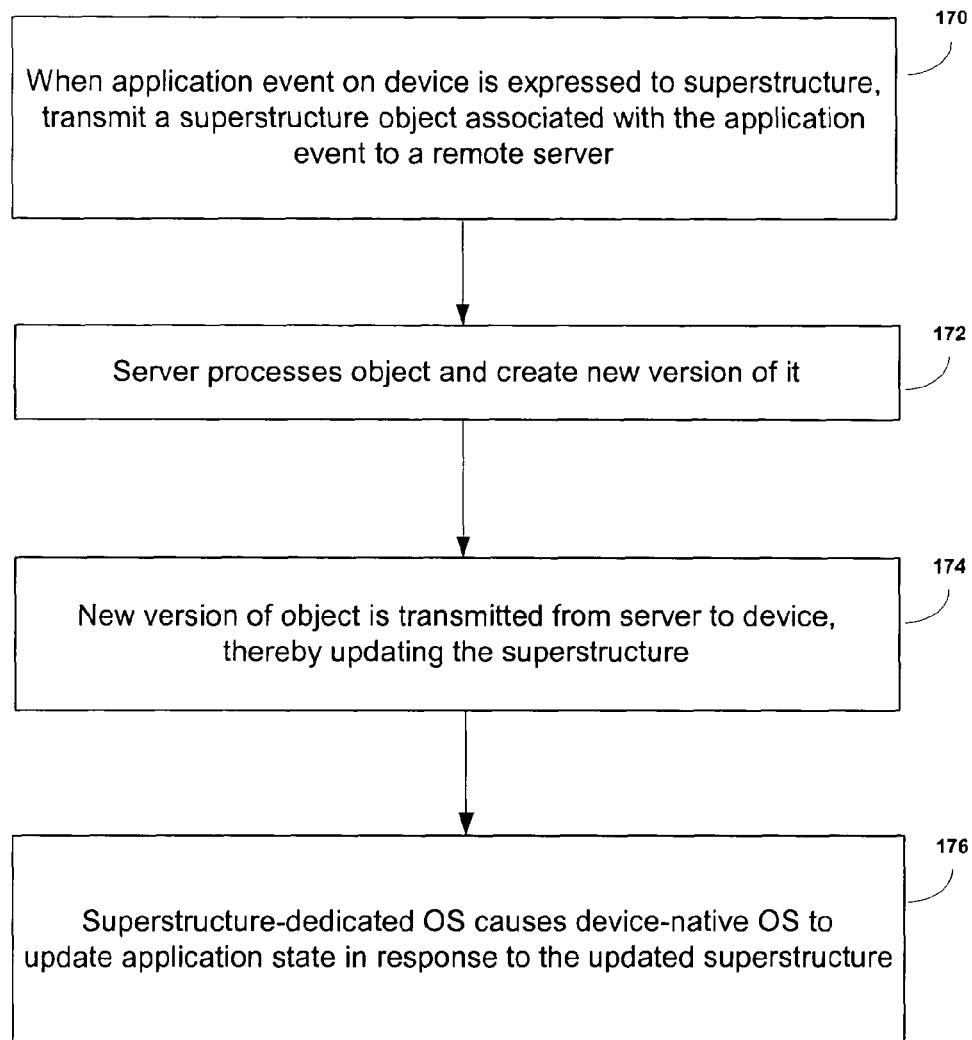 170
When application event on device is expressed to superstructure,
transmit a superstructure object associated with the application
event to a remote server
172
Server processes object and create new version of it
174
New version of object is transmitted from server to device,
thereby updating the superstructure
176
Superstructure-dedicated OS causes device-native OS to
update application state in response to the updated superstructure